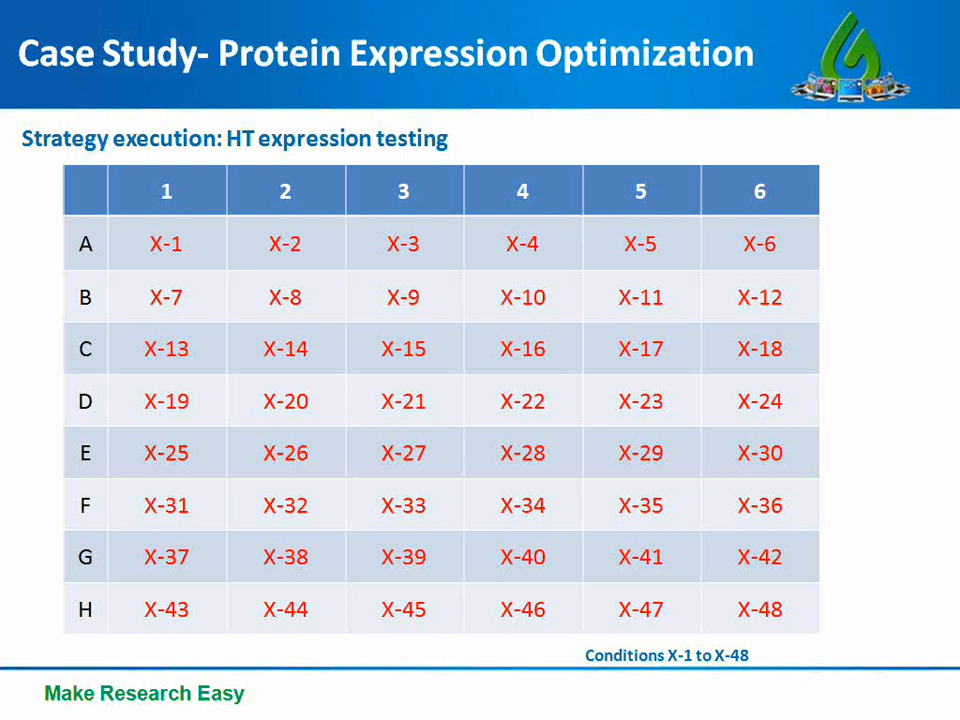 Case Study- Protein Expression Optimization
Strategy execution: HT expression testing
1 2 3 4 5 6
A X-1 X-2 X-3 X-4 X-5 X-6
B X-7 X-8 X-9 X-10 X-11 X-12
C X-13 X-14 X-15 X-16 X-17 X-18
D X-19 X-20 X-21 X-22 X-23 X-24
E X-25 X-26 X-27 X-28 X-29 X-30
F X-31 X-32 X-33 X-34 X-35 X-36
G X-37 X-38 X-39 X-40 X-41 X-42
H X-43 X-44 X-45 X-46 X-47 X-48
Conditions X-1 to X-48
Make Research Easy